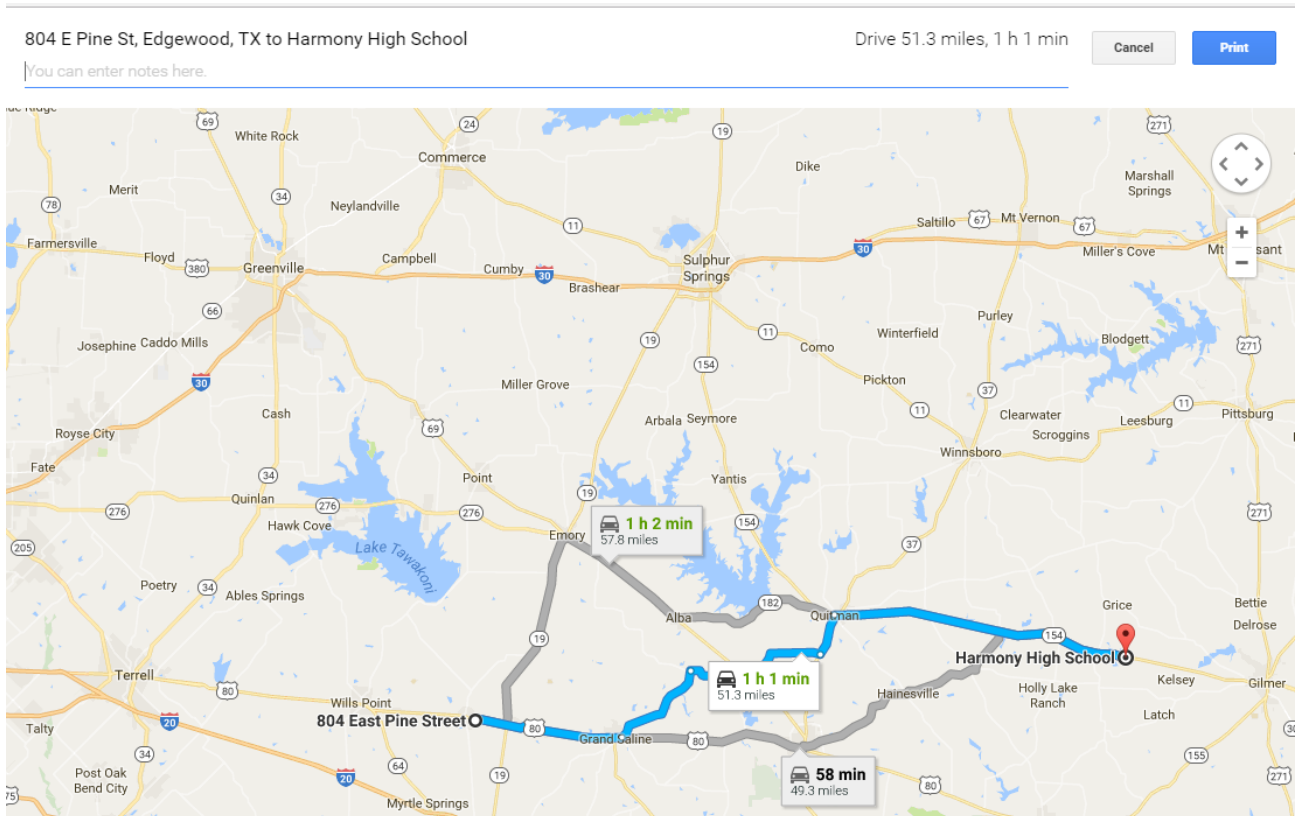 804 E Pine St, Edgewood, TX to Harmony High School
Drive 51.3 miles, 1 h 1 min
Cancel
Print
You can enter notes here.
69
White Rock
24
Commerce
19
271
Dike
Marshall
Springs
Merit
34
Neylandville
78
11
Saltillo
67
Mt Vernon
67
Farmersville
Floyd
380
Greenville
Campbell
Cumby
30
Brashear
Sulphur
Springs
30
Miller's Cove
+
−
66
Josephine
Caddo Mills
30
19
11
Winterfield
Purley
Blodgett
271
Como
154
Miller Grove
Pickton
37
11
Cash
69
Arbala
Seymore
11
Clearwater
Leesburg
Pittsburg
Scroggins
Royse City
Fate
34
Winnsboro
Quinlan
276
276
Point
276
19
Yantis
154
271
Hawk Cove
Emory
1 h 2 min
57.8 miles
205
Lake Tawakoni
37
Poetry
34
Ables Springs
182
Alba
Quitman
Grice
Bettie
Delrose
19
154
Harmony High School
Terrell
80
1 h 1 min
51.3 miles
Kelsey
Gilmer
Wills Point
Hainesville
Holly Lake
Ranch
Latch
804 East Pine Street
20
80
Grand Saline
80
Talty
34
155
Post Oak
Bend City
64
19
58 min
49.3 miles
80
271
20
Myrtle Springs